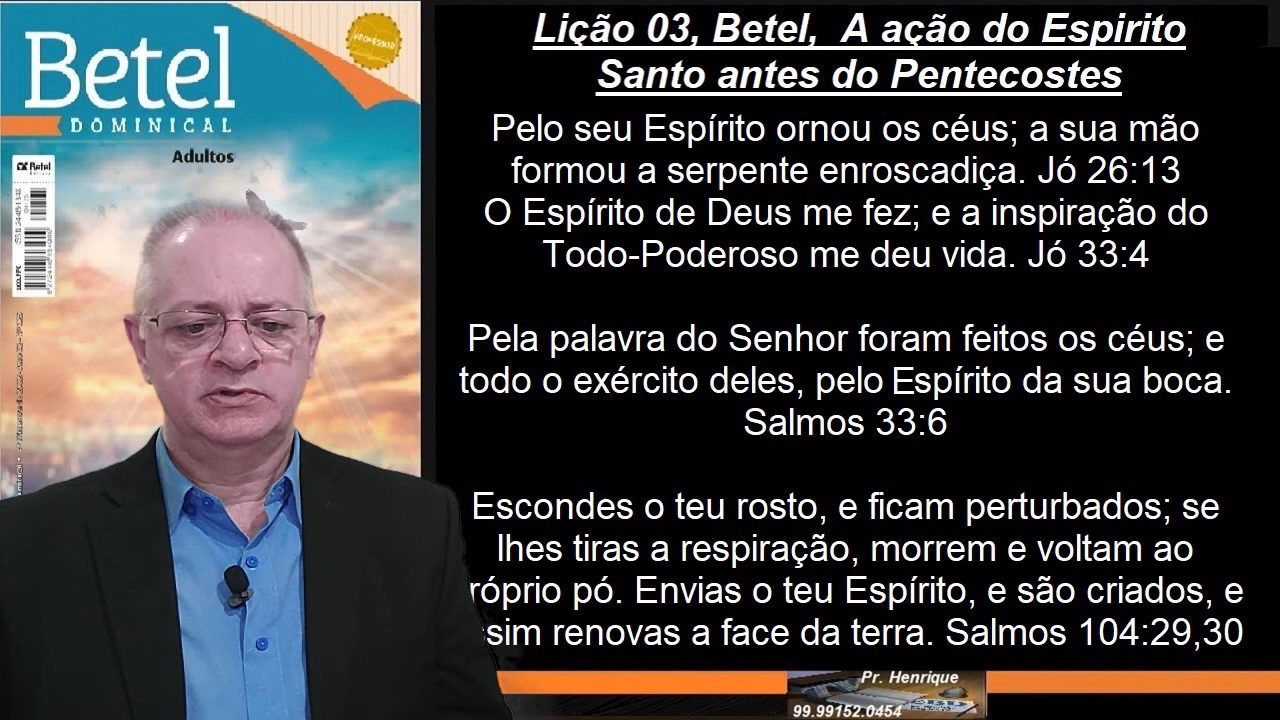 Betel
DOMINICAL
Adultos
PROFESSOR
Betel
Lição 03, Betel,  A ação do Espirito
Santo antes do Pentecostes
Pelo seu Espírito ornou os céus; a sua mão
formou a serpente enroscadiça. Jó 26:13
O Espírito de Deus me fez; e a inspiração do
Todo-Poderoso me deu vida. Jó 33:4
Pela palavra do Senhor foram feitos os céus; e
todo o exército deles, pelo Espírito da sua boca.
Salmos 33:6
Escondes o teu rosto, e ficam perturbados; se
lhes tiras a respiração, morrem e voltam ao
róprio pó. Envias o teu Espírito, e são criados, e
sim renovas a face da terra. Salmos 104:29,30
Pr. Henrique
EBD
99.99152.0454